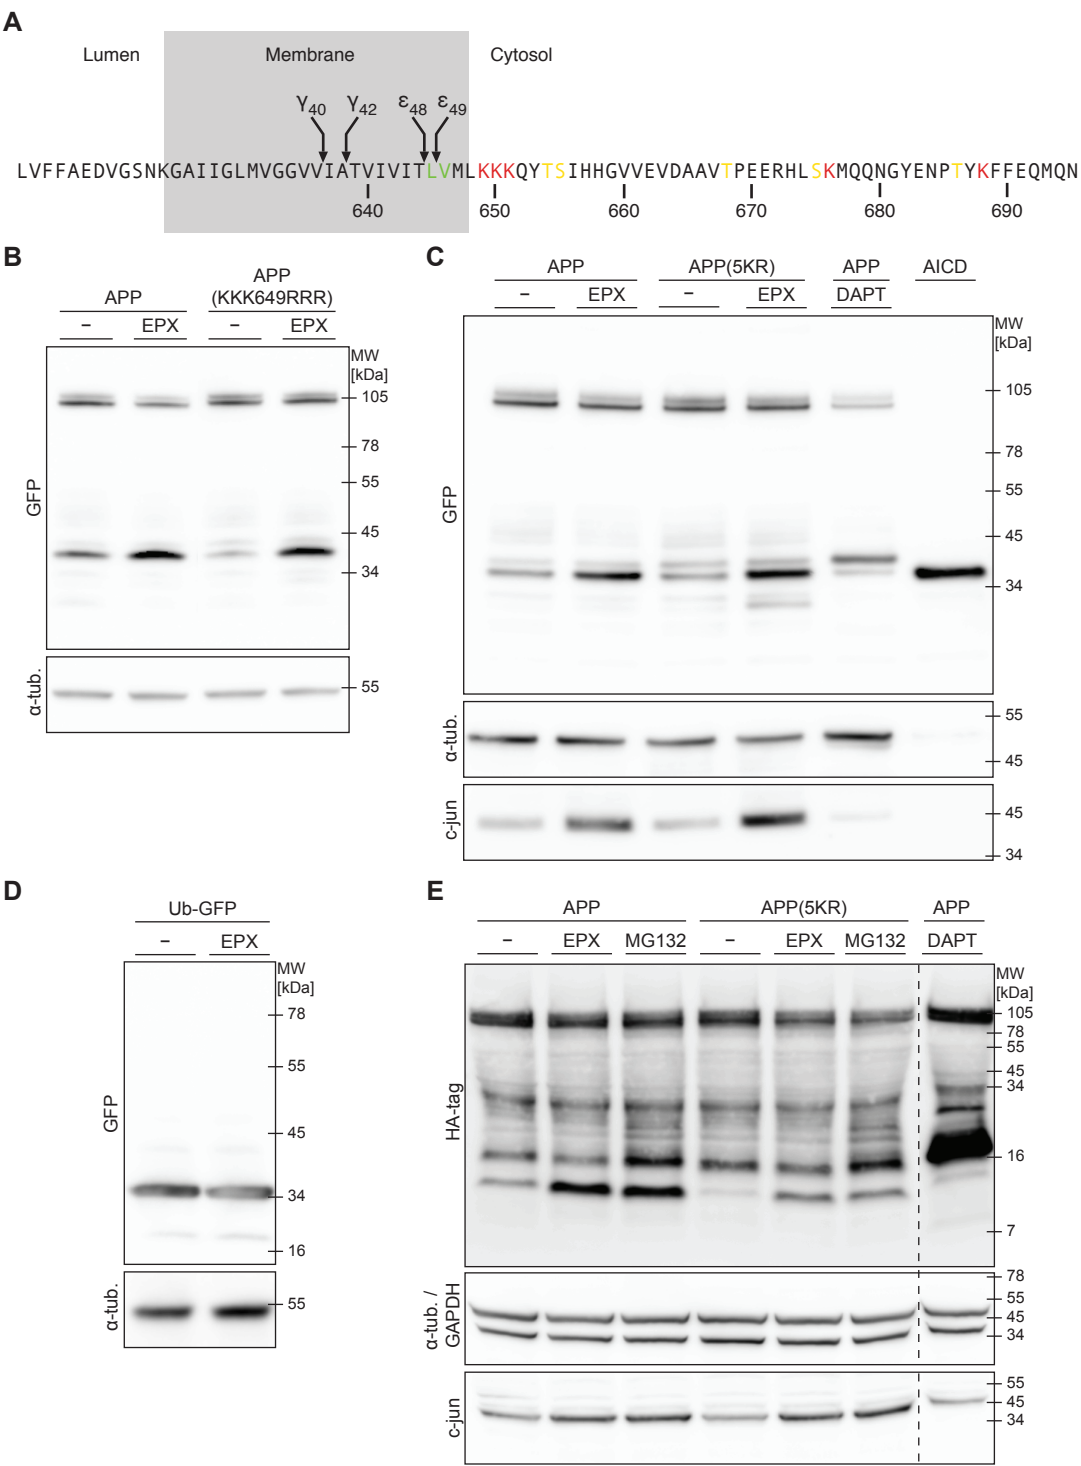 A
Lumen Membrane Cytosol
γ40 γ42 ε48 ε49
LVFFAEDVGSNKGAIIGLMVGGVVIATVIVITLVMLKKKQYTSIHHGVVEVDAAVTPEERHLSKMQQNGYENPTYKFFEQMQN
640 650 660 670 680 690
B
APP APP
(KKK649RRR)
– EPX – EPX
MW
[kDa]
105
78
55
45
34
GFP
55
α-tub.
C
APP APP(5KR) APP AICD
– EPX – EPX DAPT
MW
[kDa]
105
78
55
45
34
GFP
55
45
α-tub.
45
34
c-jun
D
Ub-GFP
– EPX
MW
[kDa]
78
55
45
34
16
GFP
55
α-tub.
E
APP APP(5KR) APP
– EPX MG132 – EPX MG132 DAPT
MW
[kDa]
105
78
55
45
34
16
7
HA-tag
78
55
45
34
α-tub. /
GAPDH
55
45
34
c-jun